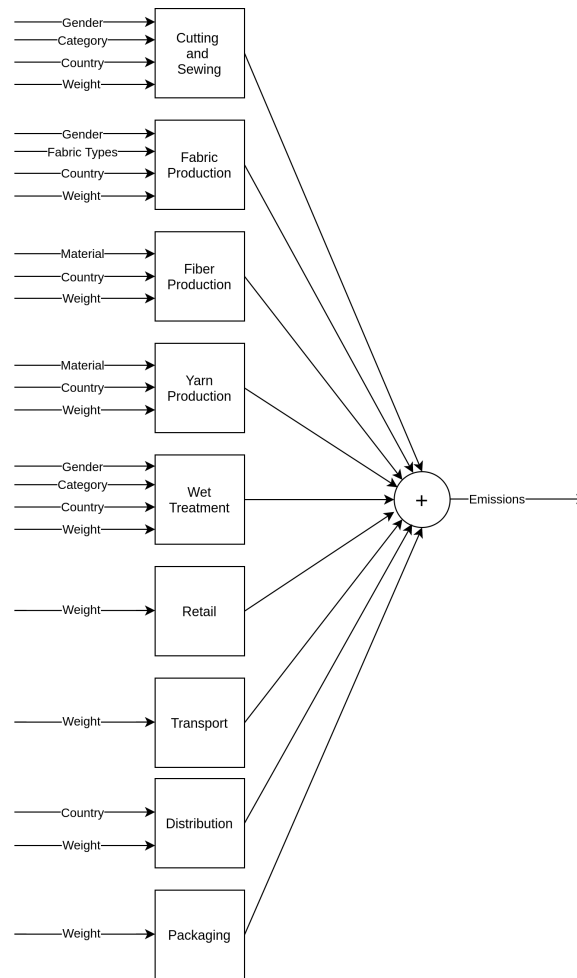 Gender
Category
Country
Weight
Cutting
and
Sewing
Gender
Fabric Types
Country
Weight
Fabric
Production
Material
Country
Weight
Fiber
Production
Material
Country
Weight
Yarn
Production
Gender
Category
Country
Weight
Wet
Treatment
+
Emissions
Weight
Retail
Weight
Transport
Country
Weight
Distribution
Weight
Packaging